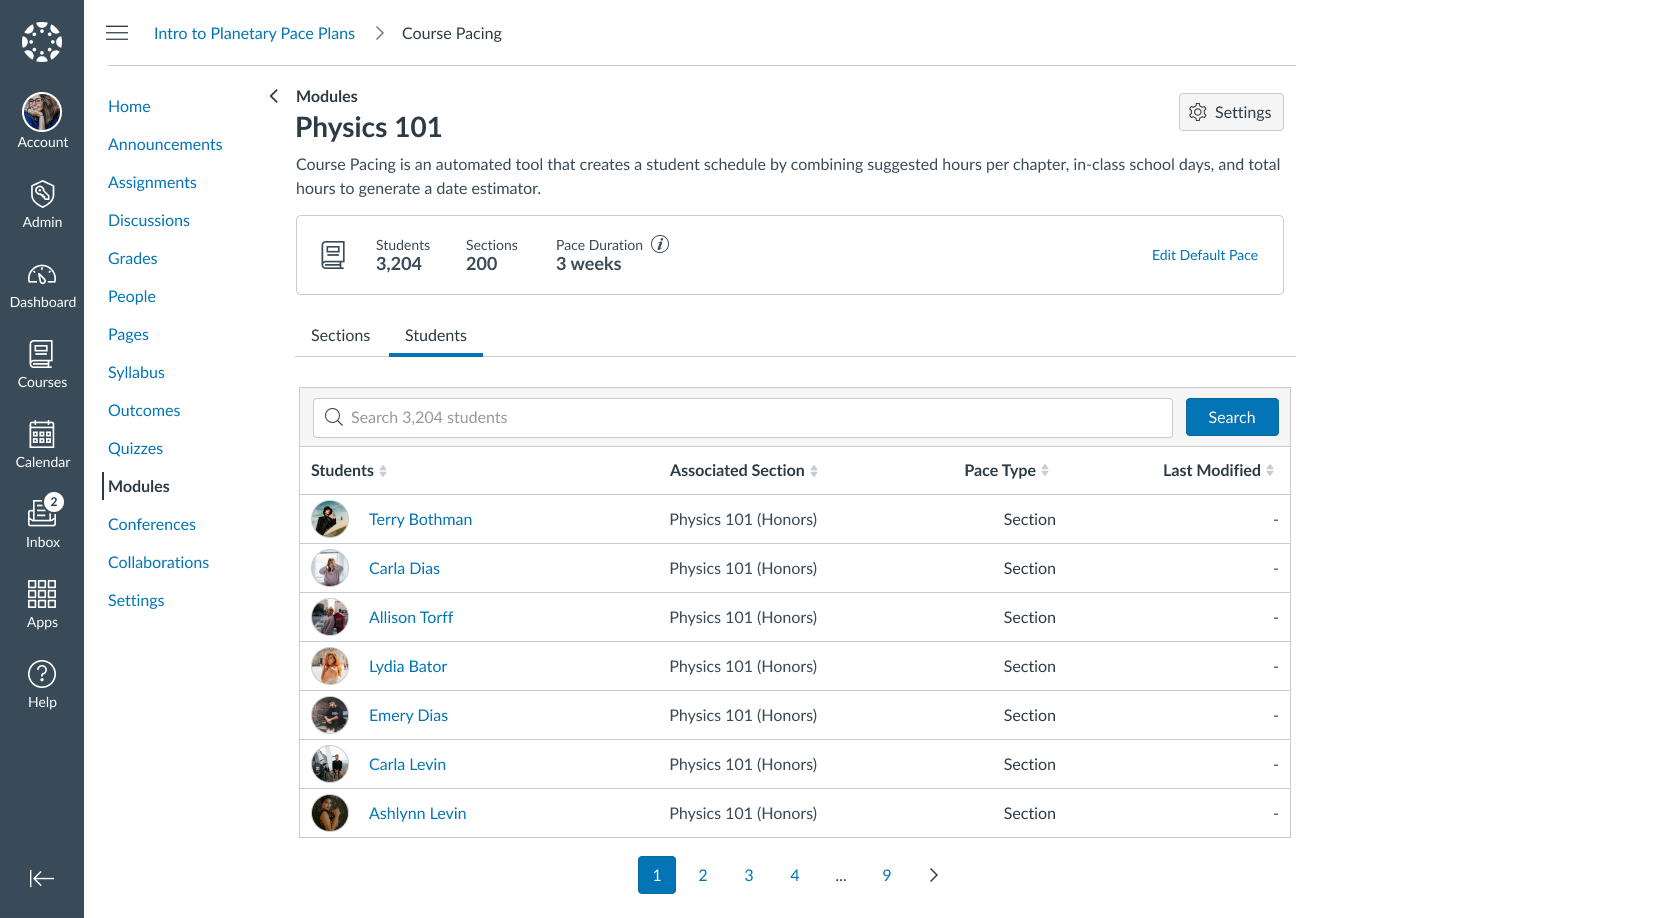 Intro to Planetary Pace Plans
Course Pacing
Account
Admin
Dashboard
Courses
Calendar
2
Inbox
Apps
Help
Home
Announcements
Assignments
Discussions
Grades
People
Pages
Syllabus
Outcomes
Quizzes
Modules
Conferences
Collaborations
Settings
Modules
Physics 101
Settings
Course Pacing is an automated tool that creates a student schedule by combining suggested hours per chapter, in-class school days, and total
hours to generate a date estimator.
Students Sections Pace Duration i
3,204 200 3 weeks
Edit Default Pace
Sections Students
Search 3,204 students Search
Students Associated Section Pace Type Last Modified
Terry Bothman Physics 101 (Honors) Section -
Carla Dias Physics 101 (Honors) Section -
Allison Torff Physics 101 (Honors) Section -
Lydia Bator Physics 101 (Honors) Section -
Emery Dias Physics 101 (Honors) Section -
Carla Levin Physics 101 (Honors) Section -
Ashlynn Levin Physics 101 (Honors) Section -
1 2 3 4 ... 9